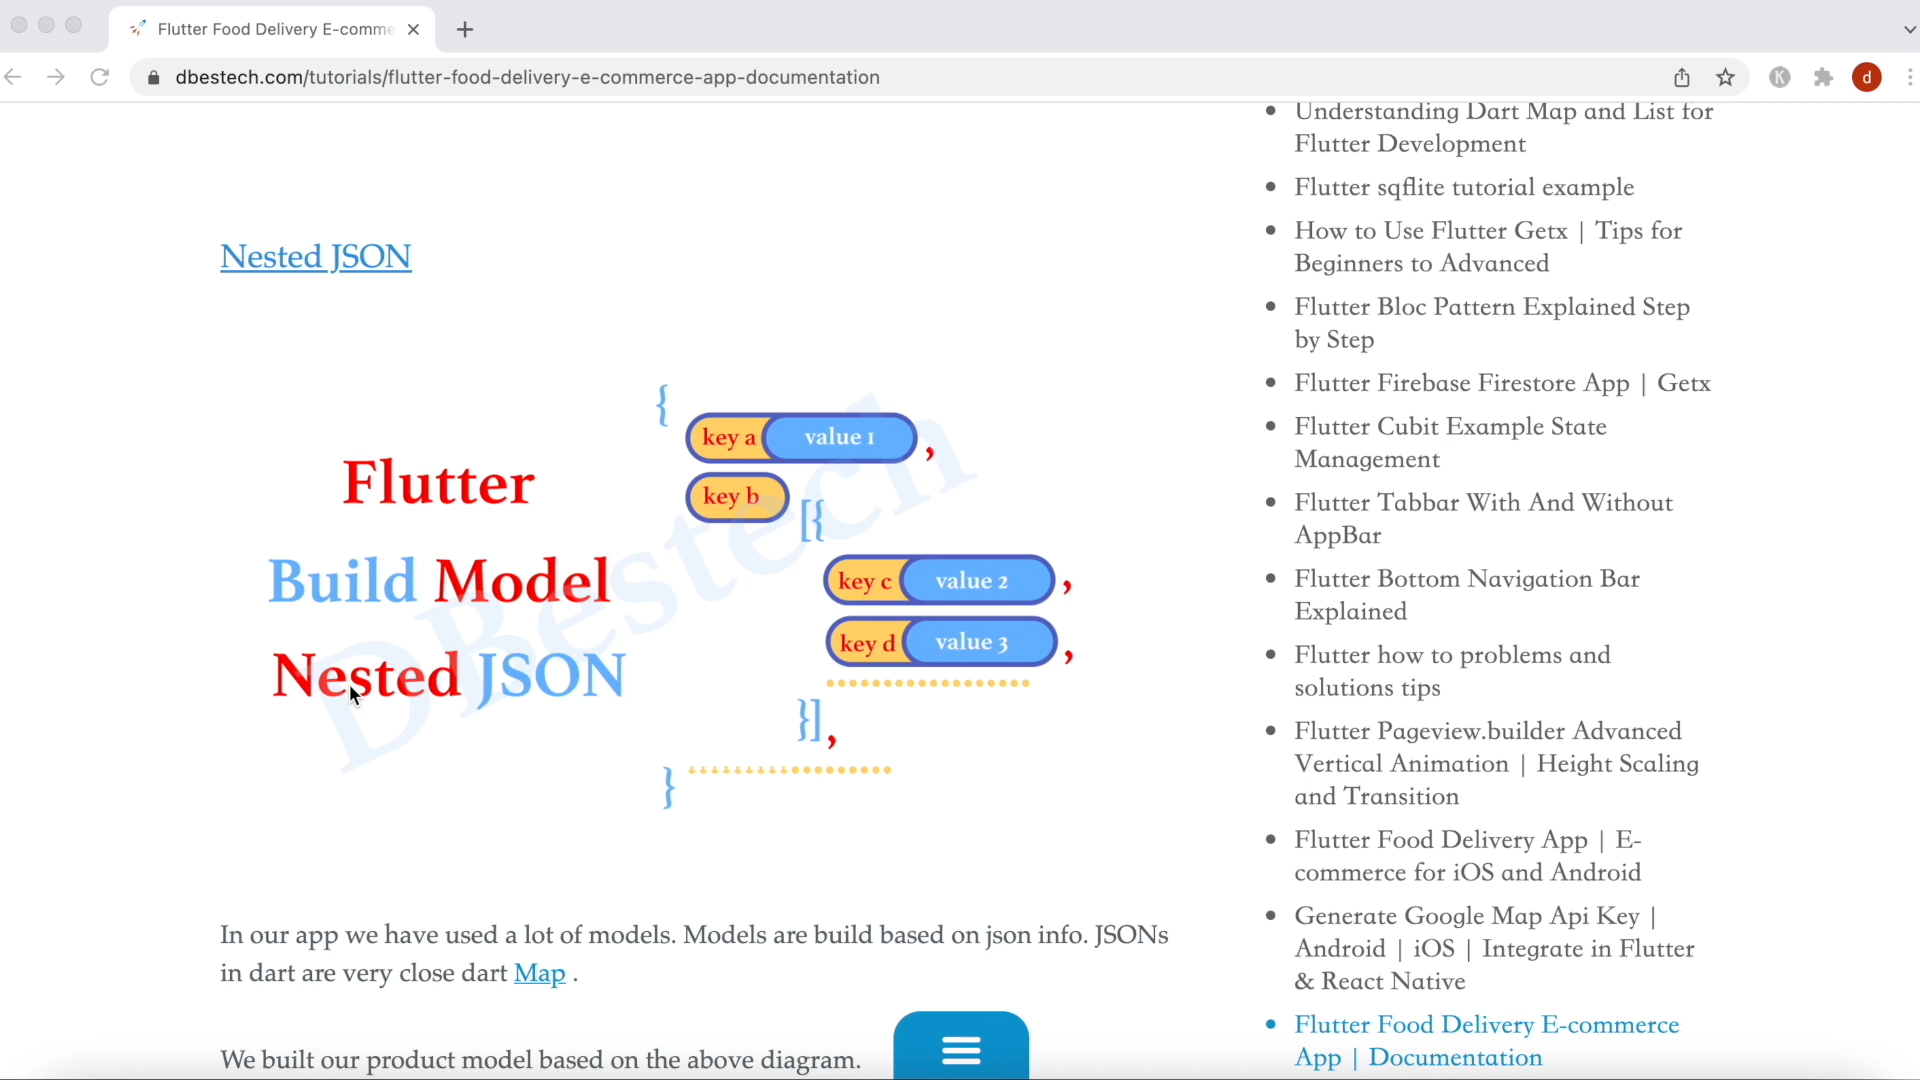 Flutter Food Delivery E-comme
dbestech.com/tutorials/flutter-food-delivery-e-commerce-app-documentation
K
d
Nested JSON
Flutter
Build Model
Nested JSON
{
key a value 1 ,
key b
[{
key c value 2 ,
key d value 3 ,
}] ,
}
DBestech
In our app we have used a lot of models. Models are build based on json info. JSONs
in dart are very close dart Map .
We built our product model based on the above diagram.
Understanding Dart Map and List for
Flutter Development
Flutter sqflite tutorial example
How to Use Flutter Getx | Tips for
Beginners to Advanced
Flutter Bloc Pattern Explained Step
by Step
Flutter Firebase Firestore App | Getx
Flutter Cubit Example State
Management
Flutter Tabbar With And Without
AppBar
Flutter Bottom Navigation Bar
Explained
Flutter how to problems and
solutions tips
Flutter Pageview.builder Advanced
Vertical Animation | Height Scaling
and Transition
Flutter Food Delivery App | E-
commerce for iOS and Android
Generate Google Map Api Key |
Android | iOS | Integrate in Flutter
& React Native
Flutter Food Delivery E-commerce
App | Documentation